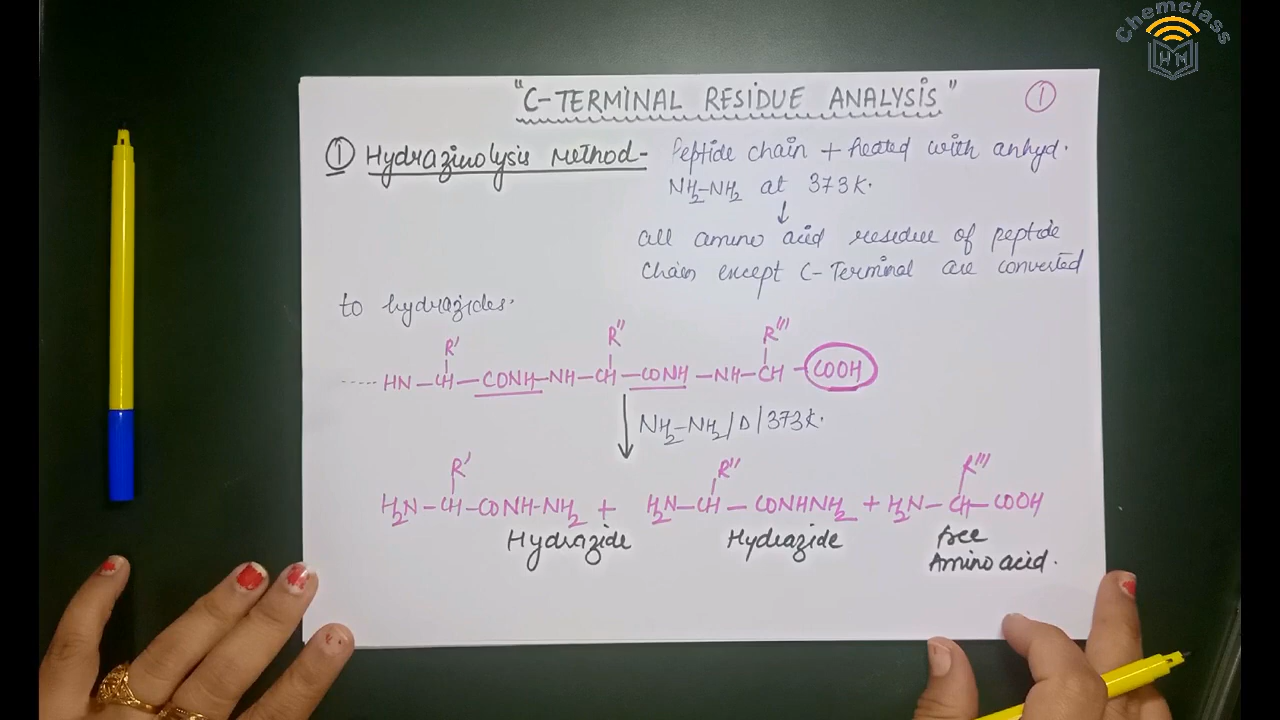 Chemclass
HM
"C-TERMINAL RESIDUE ANALYSIS"
①
① Hydrazinolysis Method- Peptide chain + heated with anhyd.
NH₂-NH₂ at 373K.
↓
all amino acid residue of peptide
chain except C-Terminal are converted
to hydrazides.
R' R'' R'''
.....HN-CH-CONH-NH-CH-CONH-NH-CH-COOH
↓ NH₂-NH₂/Δ/373K.
R' R'' R'''
H₂N-CH-CONH-NH₂ + H₂N-CH-CONHNH₂ + H₂N-CH-COOH
Hydrazide Hydrazide free
Amino acid.